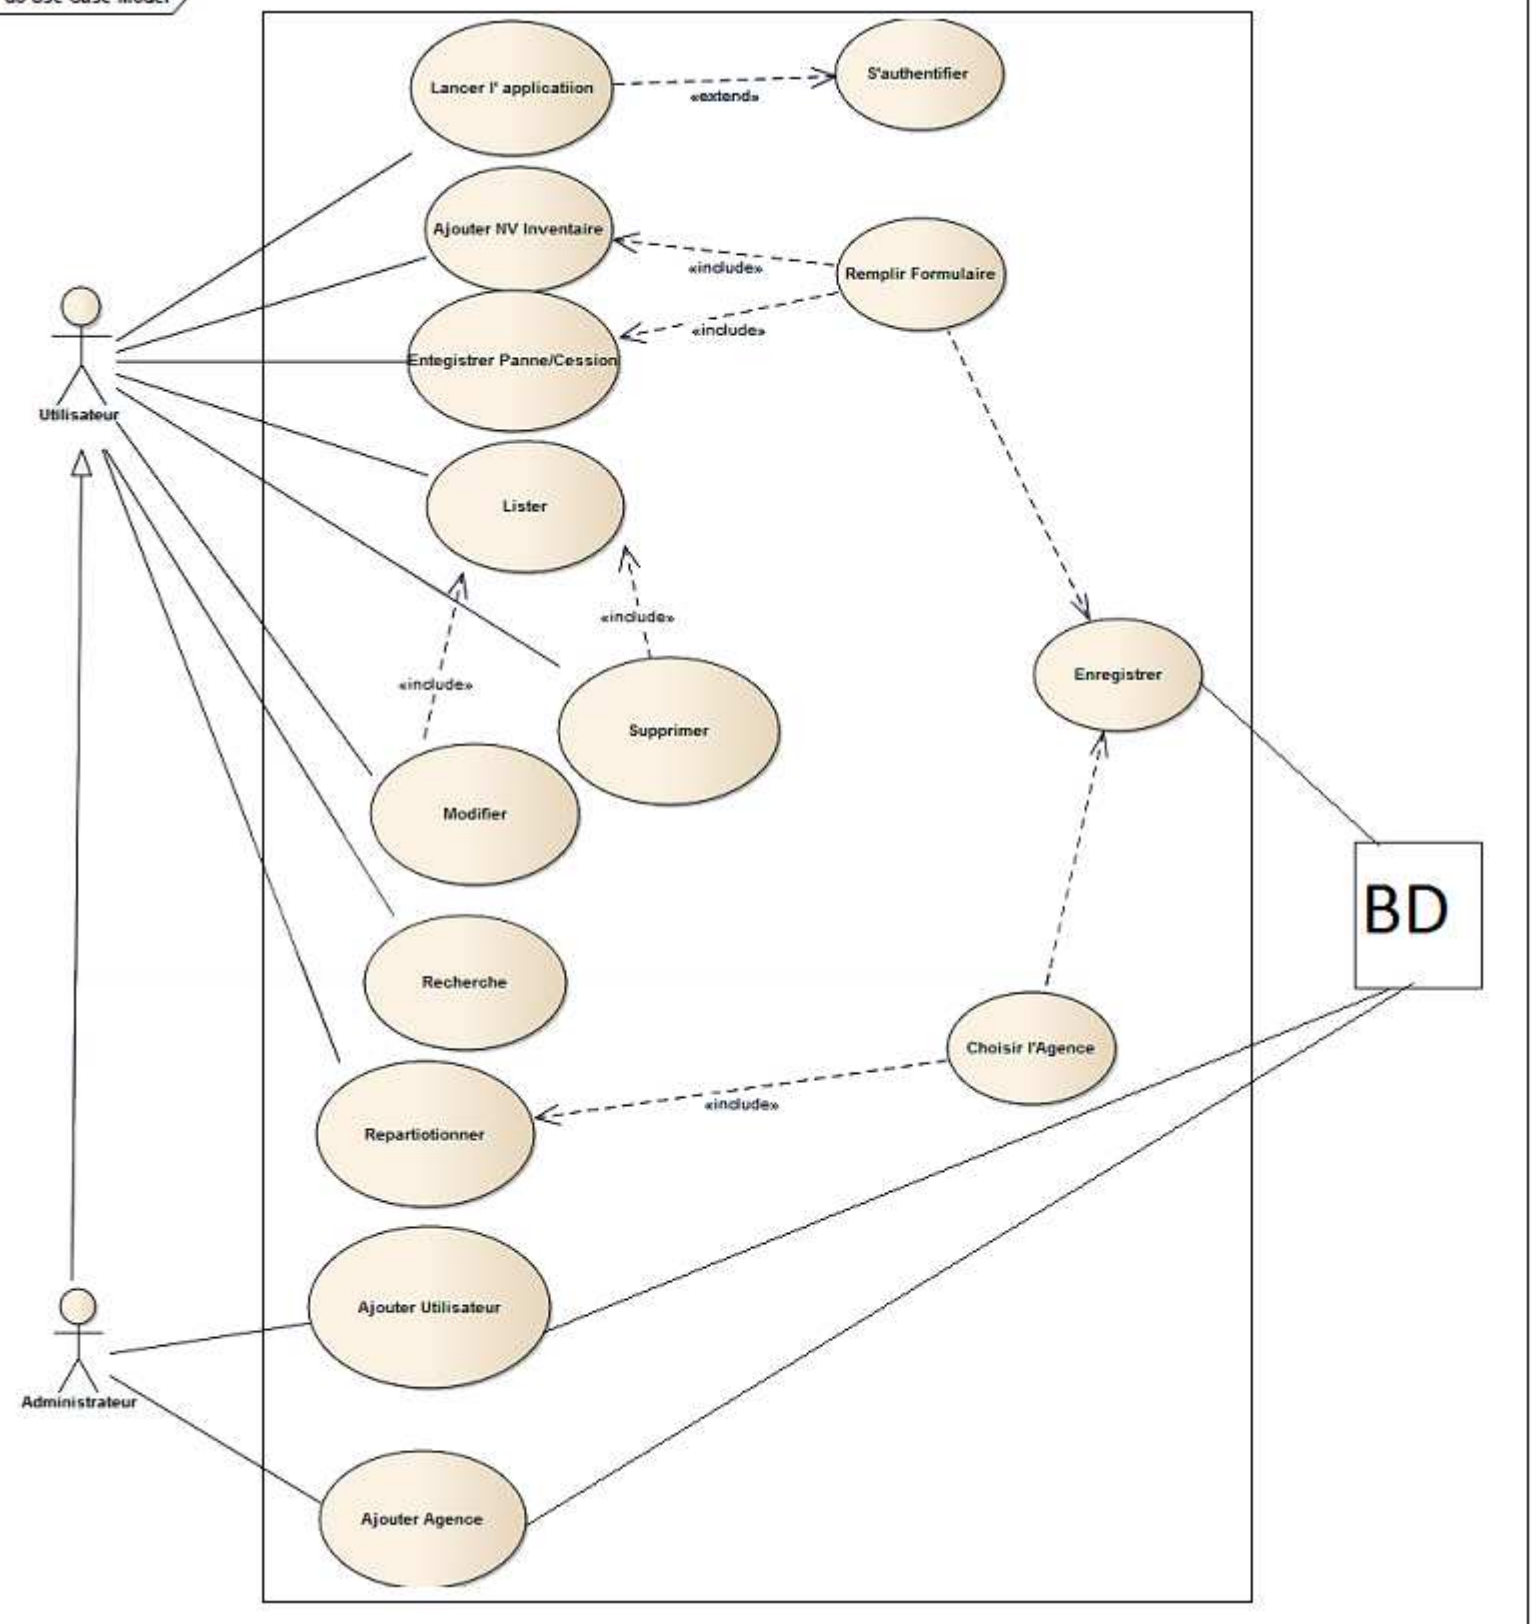 Use Case Model
Lancer l' applicatiion
S'authentifier
«extend»
Ajouter NV Inventaire
«include»
Remplir Formulaire
«include»
Entegistrer Panne/Cession
Utilisateur
Lister
«include»
«include»
Enregistrer
Supprimer
Modifier
BD
Recherche
Choisir l'Agence
«include»
Repartiotionner
Ajouter Utilisateur
Administrateur
Ajouter Agence